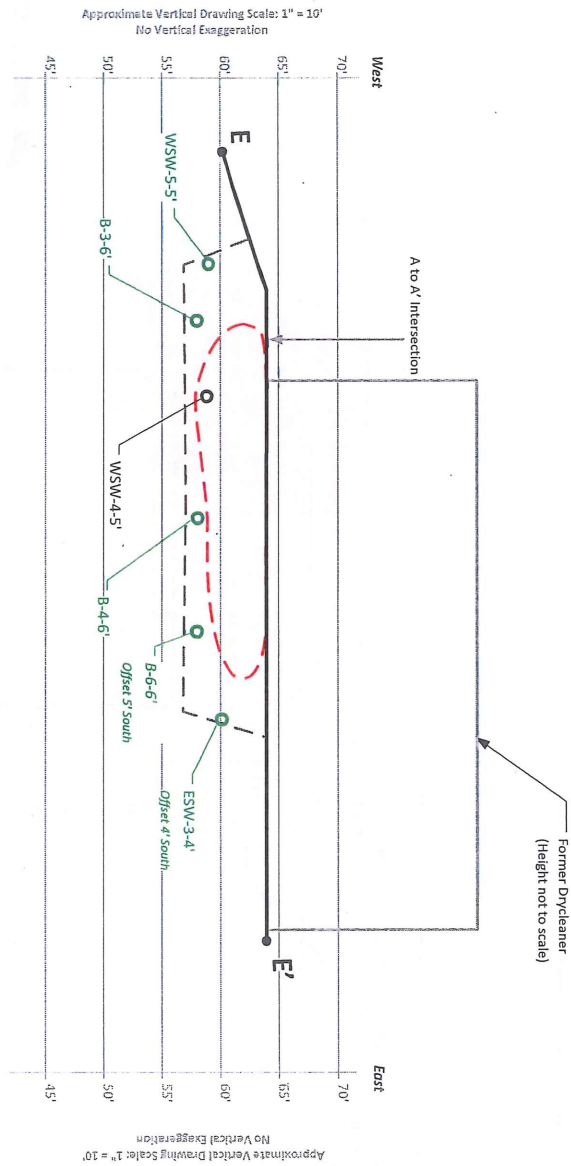 Approximate Vertical Drawing Scale: 1" = 10'
No Vertical Exaggeration
West
70'
65'
60'
55'
50'
45'
E
WSW-5-5'
B-3-6'
A to A' Intersection
WSW-4-5'
B-4-6'
B-6-6'
Offset 5' South
ESW-3-4'
Offset 4' South
Former Drycleaner
(Height not to scale)
E'
East
70'
65'
60'
55'
50'
45'
Approximate Vertical Drawing Scale: 1" = 10'
No Vertical Exaggeration